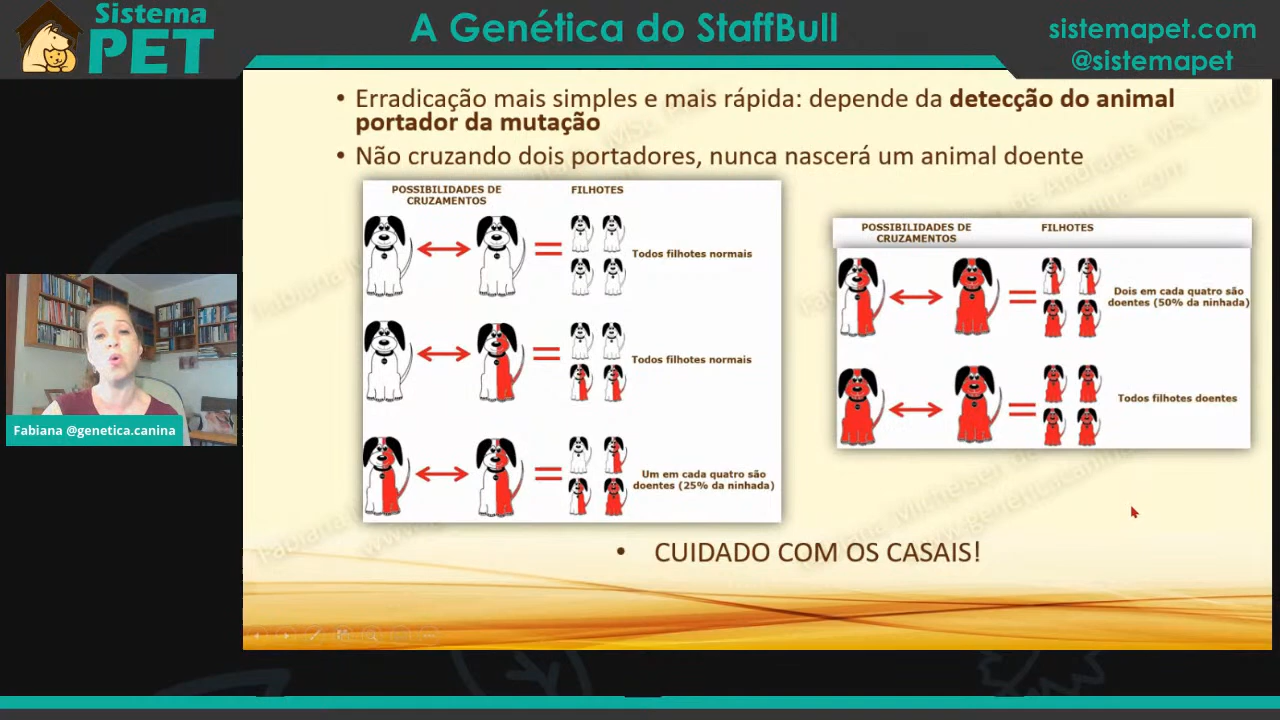 Sistema
PET
A Genética do StaffBull
sistemapet.com
@sistemapet
• Erradicação mais simples e mais rápida: depende da detecção do animal
portador da mutação
• Não cruzando dois portadores, nunca nascerá um animal doente
POSSIBILIDADES DE
CRUZAMENTOS
FILHOTES
Todos filhotes normais
Todos filhotes normais
Um em cada quatro são
doentes (25% da ninhada)
POSSIBILIDADES DE
CRUZAMENTOS
FILHOTES
Dois em cada quatro são
doentes (50% da ninhada)
Todos filhotes doentes
• CUIDADO COM OS CASAIS!
Fabiana @genetica.canina